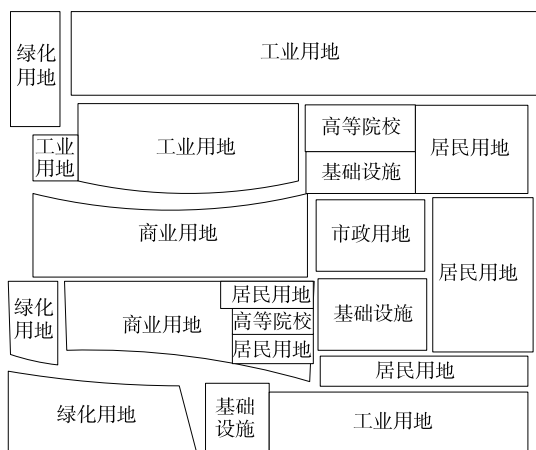 绿化
用地
工业用地
工业
用地
工业用地
高等院校
基础设施
居民用地
商业用地
市政用地
居民用地
绿化
用地
商业用地
居民用地
高等院校
居民用地
基础设施
居民用地
绿化用地
基础
设施
工业用地